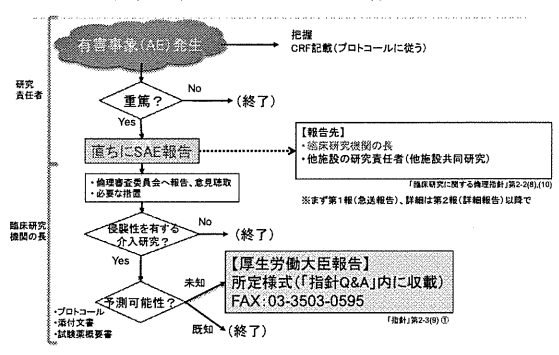 有害事象(AE)発生
把握
CRF記載(プロトコールに従う)
研究
責任者
重篤?
No
(終了)
Yes
直ちにSAE報告
【報告先】
・臨床研究機関の長
・他施設の研究責任者(他施設共同研究)
「臨床研究に関する倫理指針」第2-2(8),(10)
※まず第1報(急送報告)、詳細は第2報(詳細報告)以降で
・倫理審査委員会へ報告、意見聴取
・必要な措置
臨床研究
機関の長
侵襲性を有する
介入研究?
No
(終了)
Yes
【厚生労働大臣報告】
所定様式(「指針Q&A」内に収載)
FAX:03-3503-0595
「指針」第2-3(9) ①
未知
予測可能性?
既知
(終了)
・プロトコール
・添付文書
・試験薬概要書